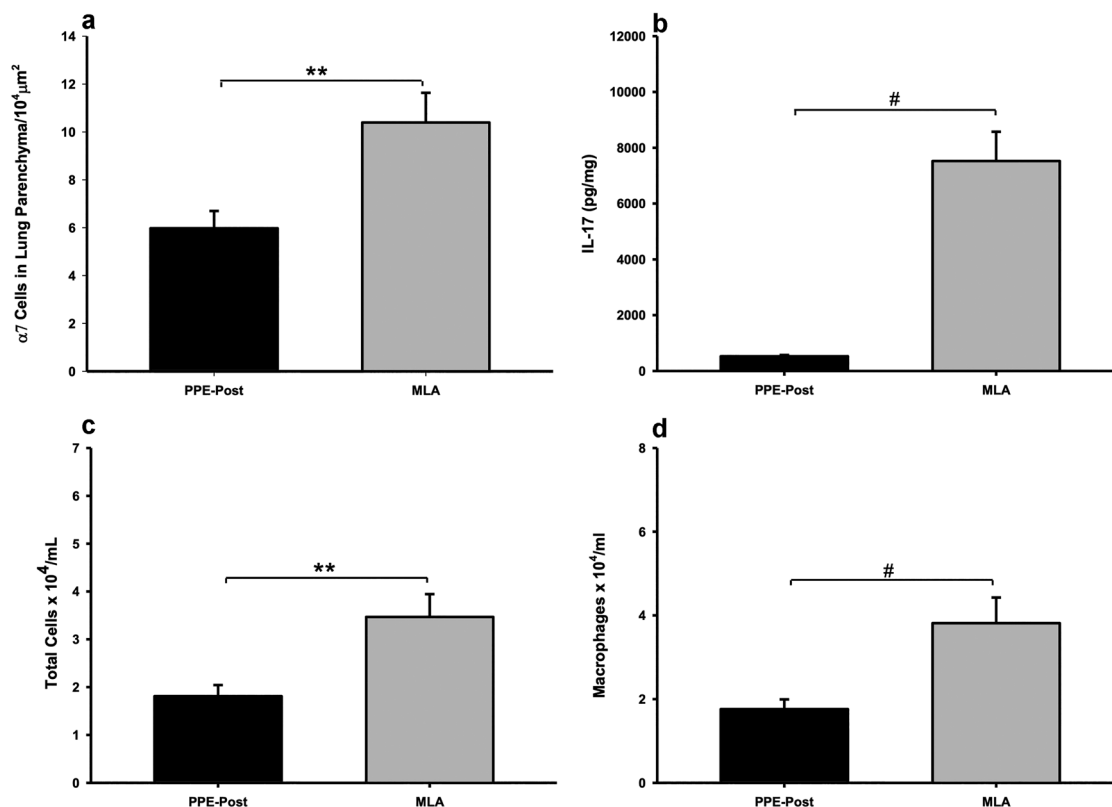 a
14
12
10
8
6
4
2
0
α7 Cells in Lung Parenchyma/10⁴μm²
**
PPE-Post
MLA
b
12000
10000
8000
6000
4000
2000
0
IL-17 (pg/mg)
#
PPE-Post
MLA
c
7
6
5
4
3
2
1
0
Total Cells x 10⁴/mL
**
PPE-Post
MLA
d
8
6
4
2
0
Macrophages x 10⁴/ml
#
PPE-Post
MLA